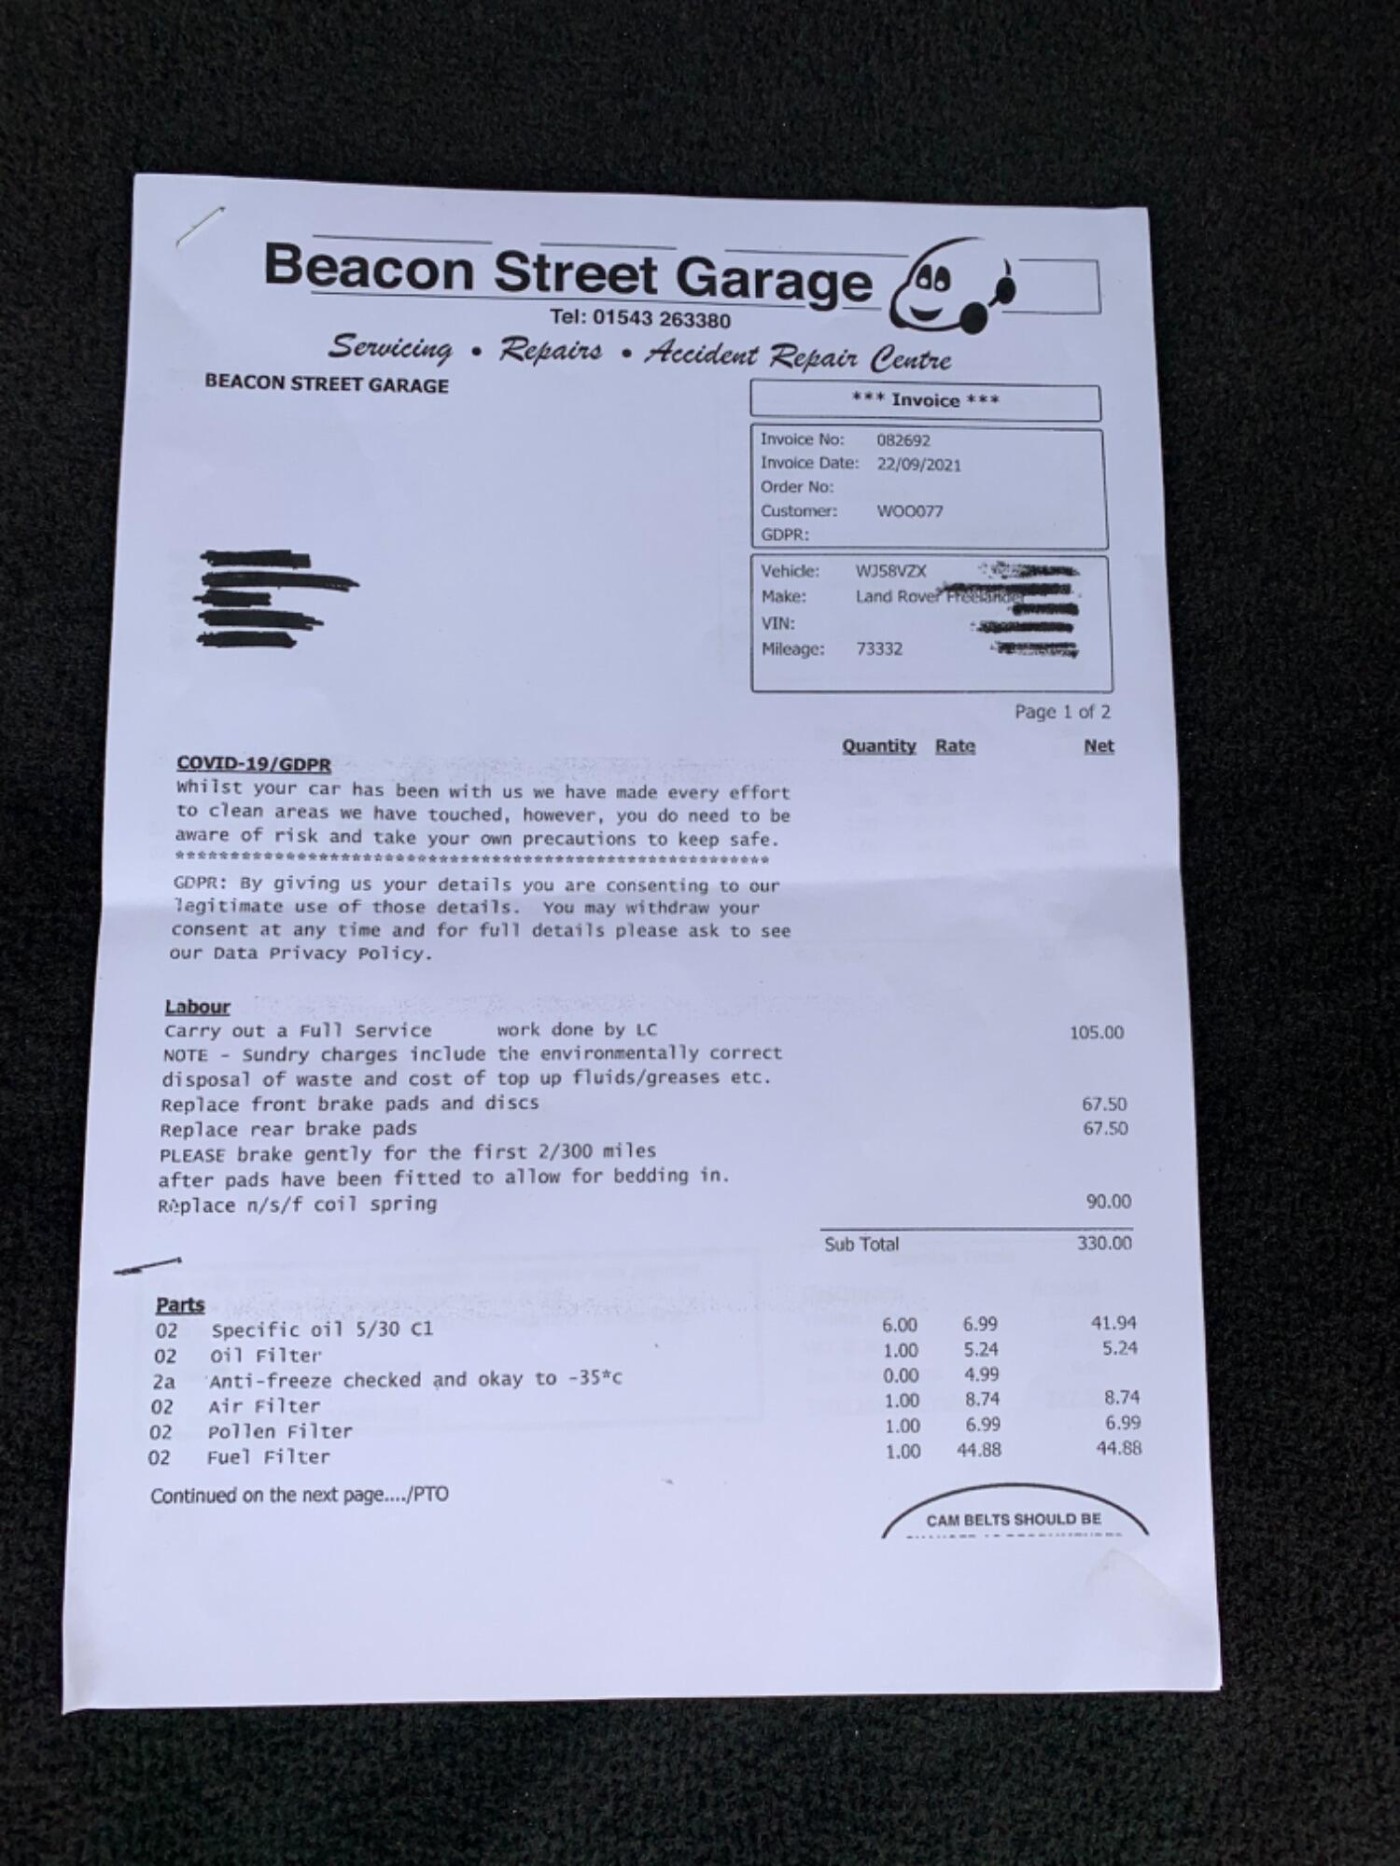 Beacon Street Garage
Tel: 01543 263380
Servicing • Repairs • Accident Repair Centre
BEACON STREET GARAGE
*** Invoice ***
Invoice No: 082692
Invoice Date: 22/09/2021
Order No:
Customer: WOO077
GDPR:
Vehicle: WJ58VZX
Make: Land Rover Freelander
VIN:
Mileage: 73332
Page 1 of 2
Quantity Rate Net
COVID-19/GDPR
Whilst your car has been with us we have made every effort
to clean areas we have touched, however, you do need to be
aware of risk and take your own precautions to keep safe.
******************************************************
GDPR: By giving us your details you are consenting to our
legitimate use of those details. You may withdraw your
consent at any time and for full details please ask to see
our Data Privacy Policy.
Labour
Carry out a Full Service work done by LC 105.00
NOTE - Sundry charges include the environmentally correct
disposal of waste and cost of top up fluids/greases etc.
Replace front brake pads and discs 67.50
Replace rear brake pads 67.50
PLEASE brake gently for the first 2/300 miles
after pads have been fitted to allow for bedding in.
Replace n/s/f coil spring 90.00
Sub Total 330.00
Parts
02 Specific oil 5/30 C1 6.00 6.99 41.94
02 Oil Filter 1.00 5.24 5.24
2a Anti-freeze checked and okay to -35*c 0.00 4.99
02 Air Filter 1.00 8.74 8.74
02 Pollen Filter 1.00 6.99 6.99
02 Fuel Filter 1.00 44.88 44.88
Continued on the next page..../PTO
CAM BELTS SHOULD BE